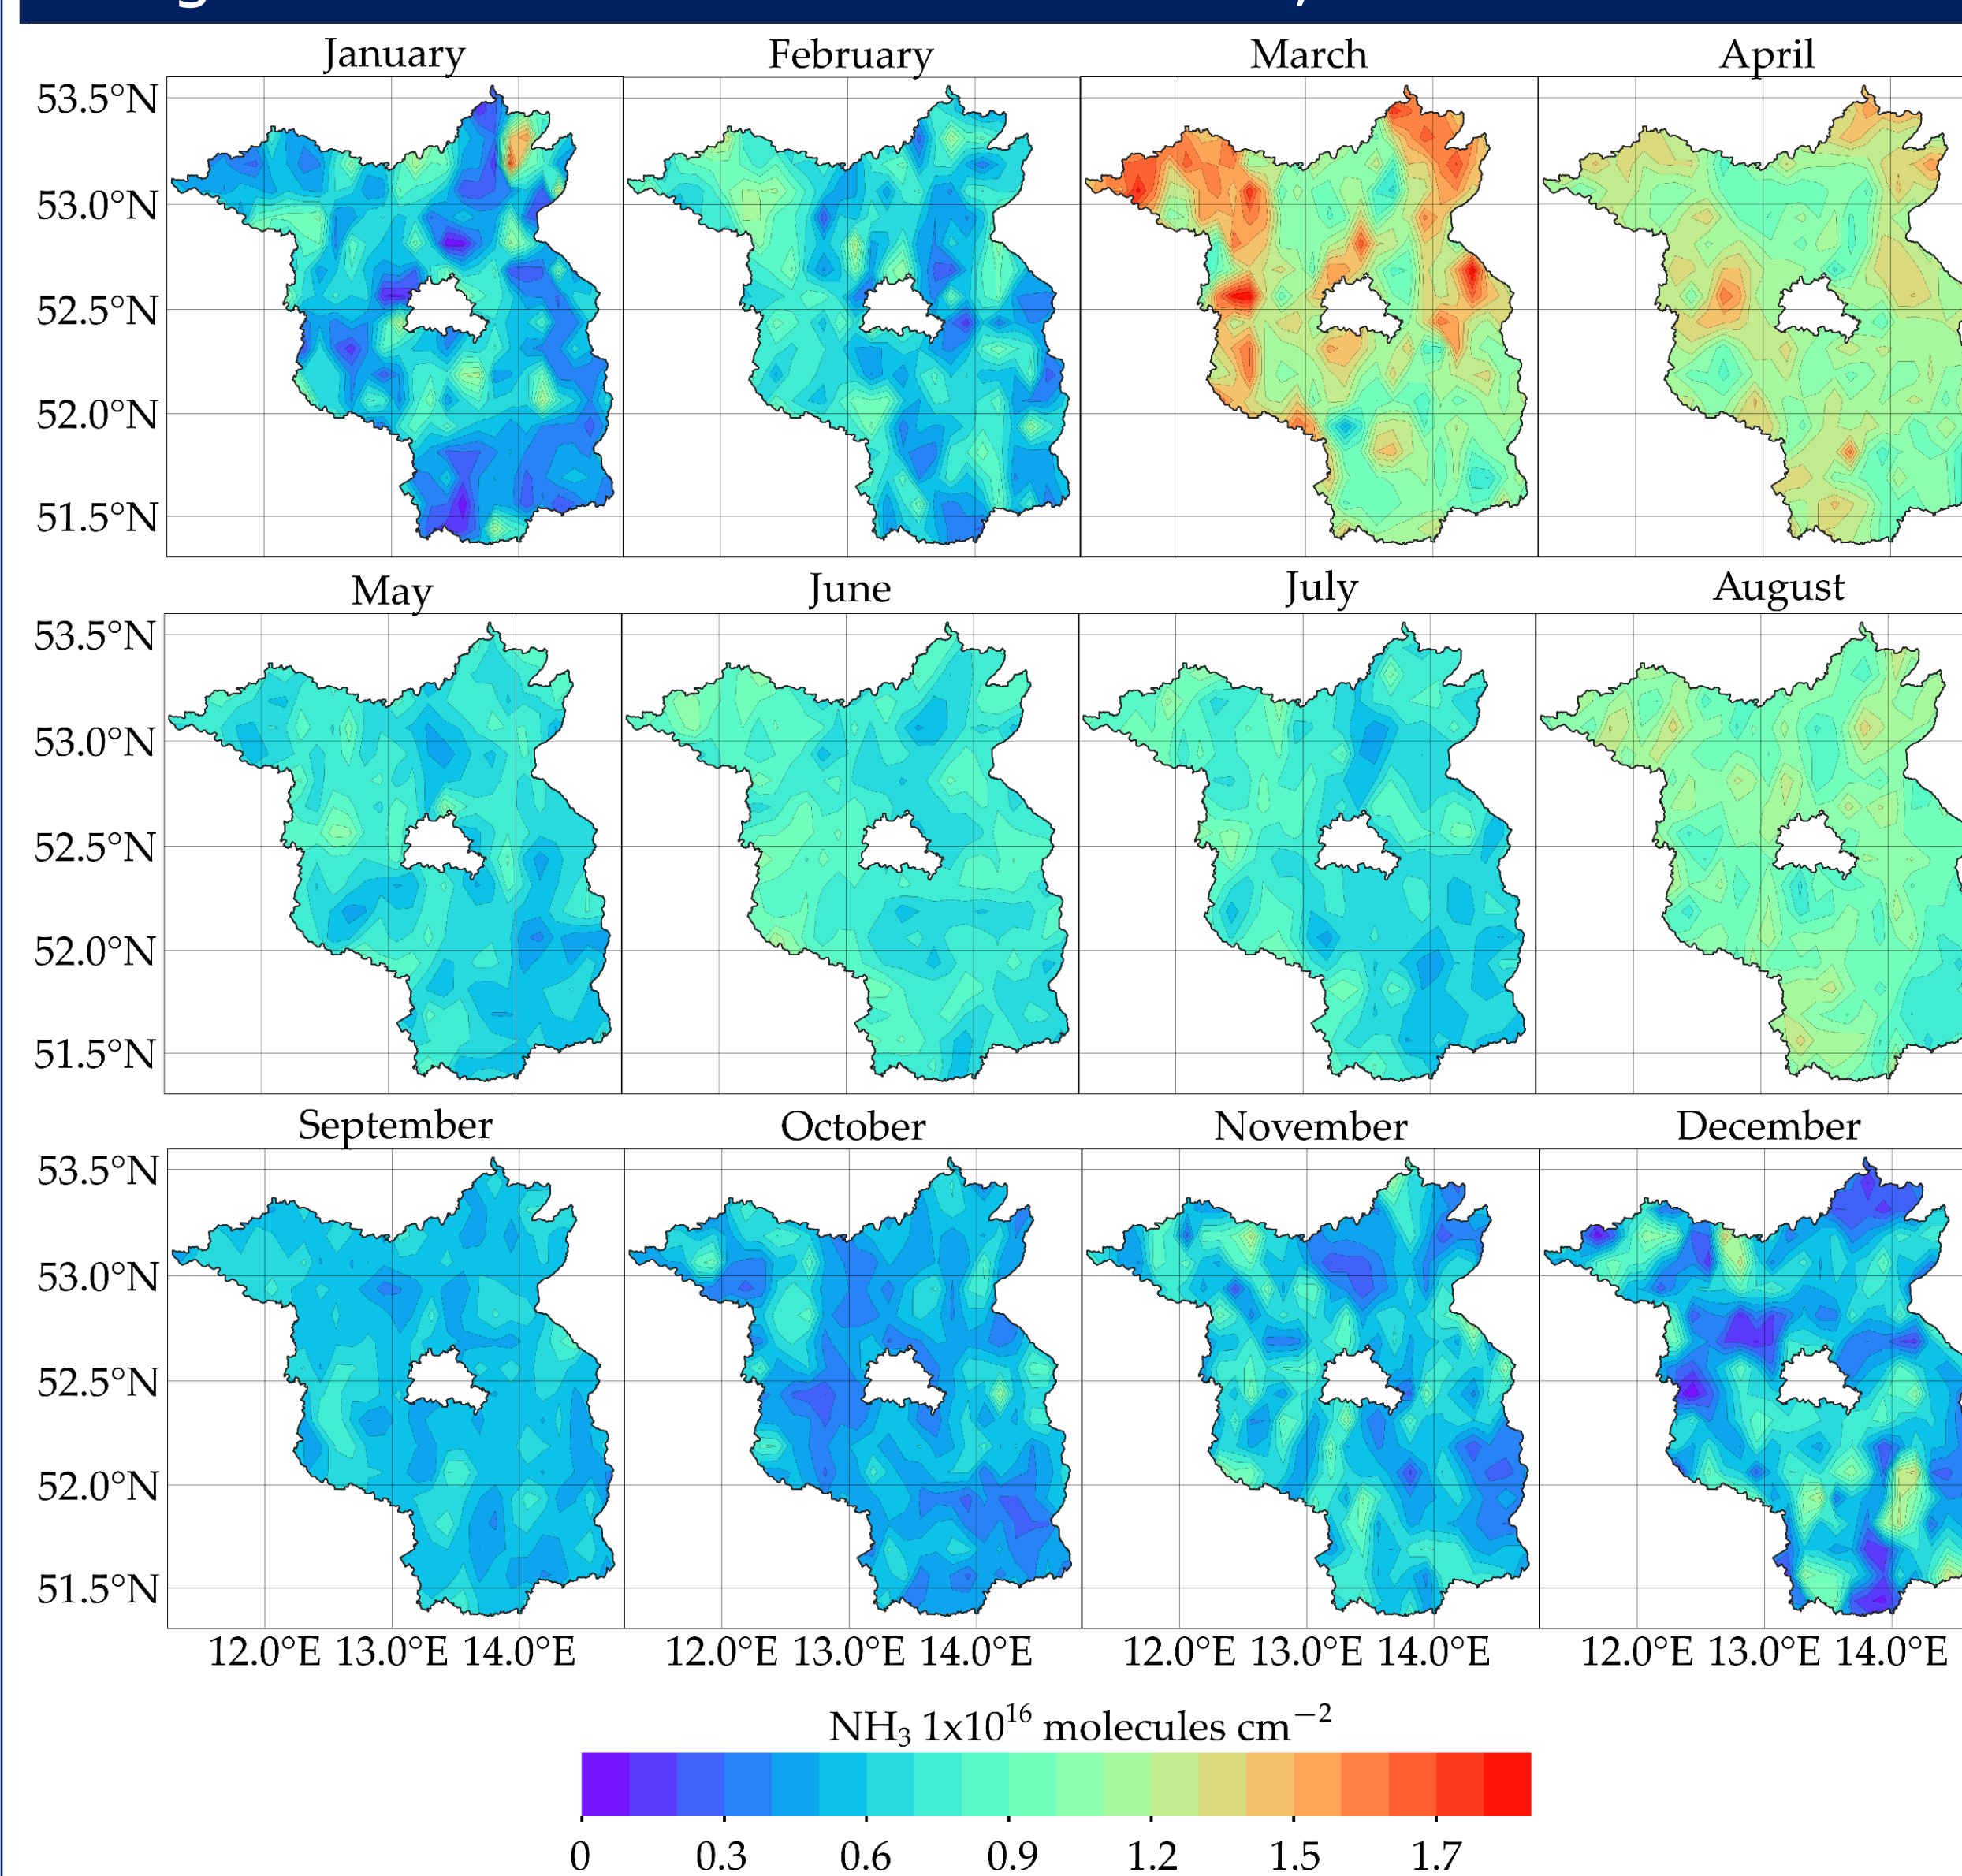 January February March April
53.5°N
53.0°N
52.5°N
52.0°N
51.5°N
May June July August
53.5°N
53.0°N
52.5°N
52.0°N
51.5°N
September October November December
53.5°N
53.0°N
52.5°N
52.0°N
51.5°N
12.0°E 13.0°E 14.0°E 12.0°E 13.0°E 14.0°E 12.0°E 13.0°E 14.0°E 12.0°E 13.0°E 14.0°E
NH₃ 1x10¹⁶ molecules cm⁻²
0 0.3 0.6 0.9 1.2 1.5 1.7